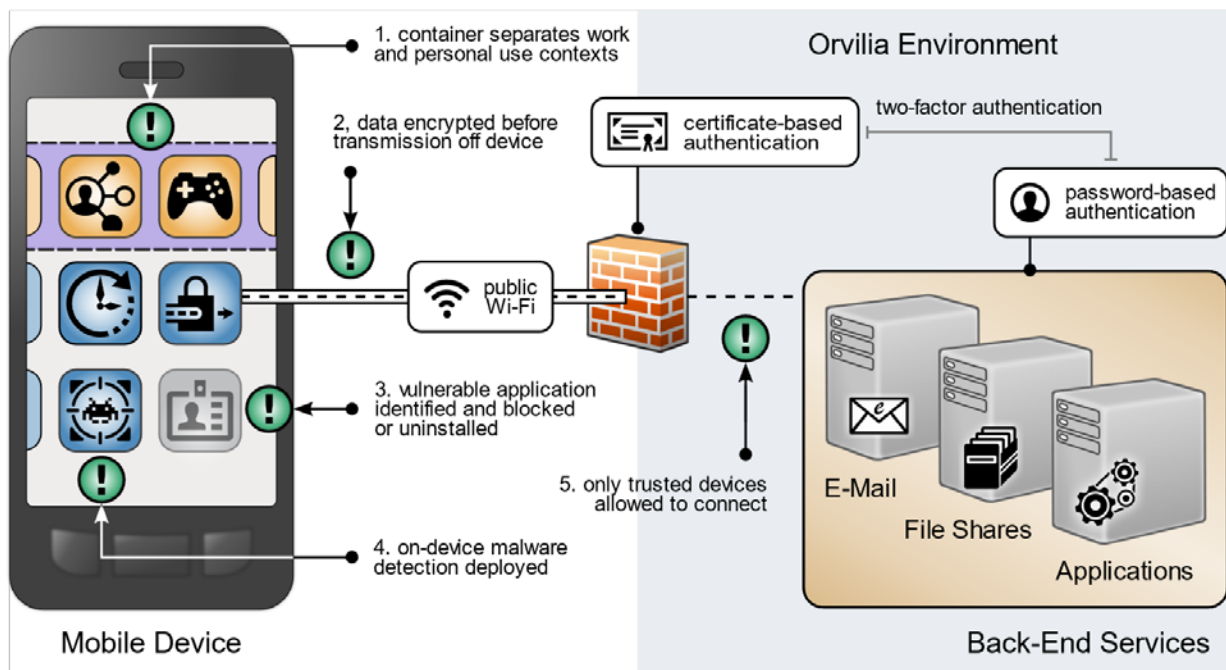 1. container separates work
and personal use contexts
Orvilia Environment
2, data encrypted before
transmission off device
certificate-based
authentication
two-factor authentication
password-based
authentication
public
Wi-Fi
3. vulnerable application
identified and blocked
or uninstalled
e
E-Mail
File Shares
Applications
5. only trusted devices
allowed to connect
4. on-device malware
detection deployed
Mobile Device
Back-End Services